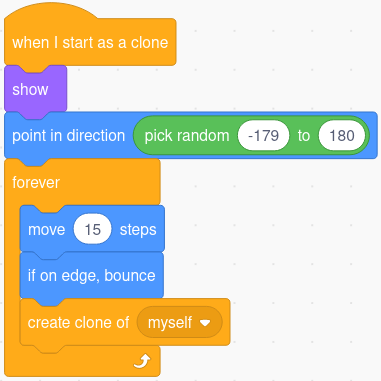 when I start as a clone
show
point in direction pick random -179 to 180
forever
move 15 steps
if on edge, bounce
create clone of myself